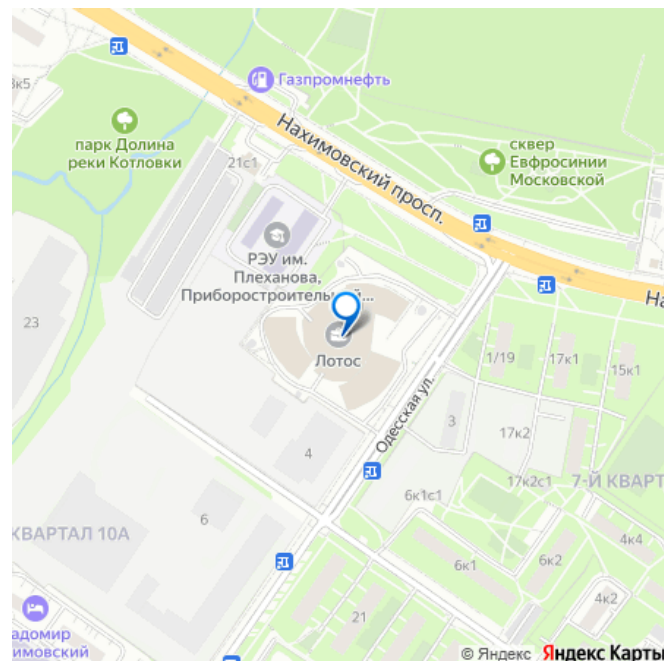 3к5
Газпромнефть
Нахимовский просп.
парк Долина
реки Котловки
21с1
сквер
Евфросинии
Московской
РЭУ им.
Плеханова,
Приборостроительный...
На
23
Лотос
1/19
17к1
15к1
Одесская ул.
3
17к2
4
17к2с1
7-Й КВАРТ
6к1с1
КВАРТАЛ 10А
6
4к4
6к2
6к1
4к2
адомир
имовский
21
© Яндекс Яндекс Карты